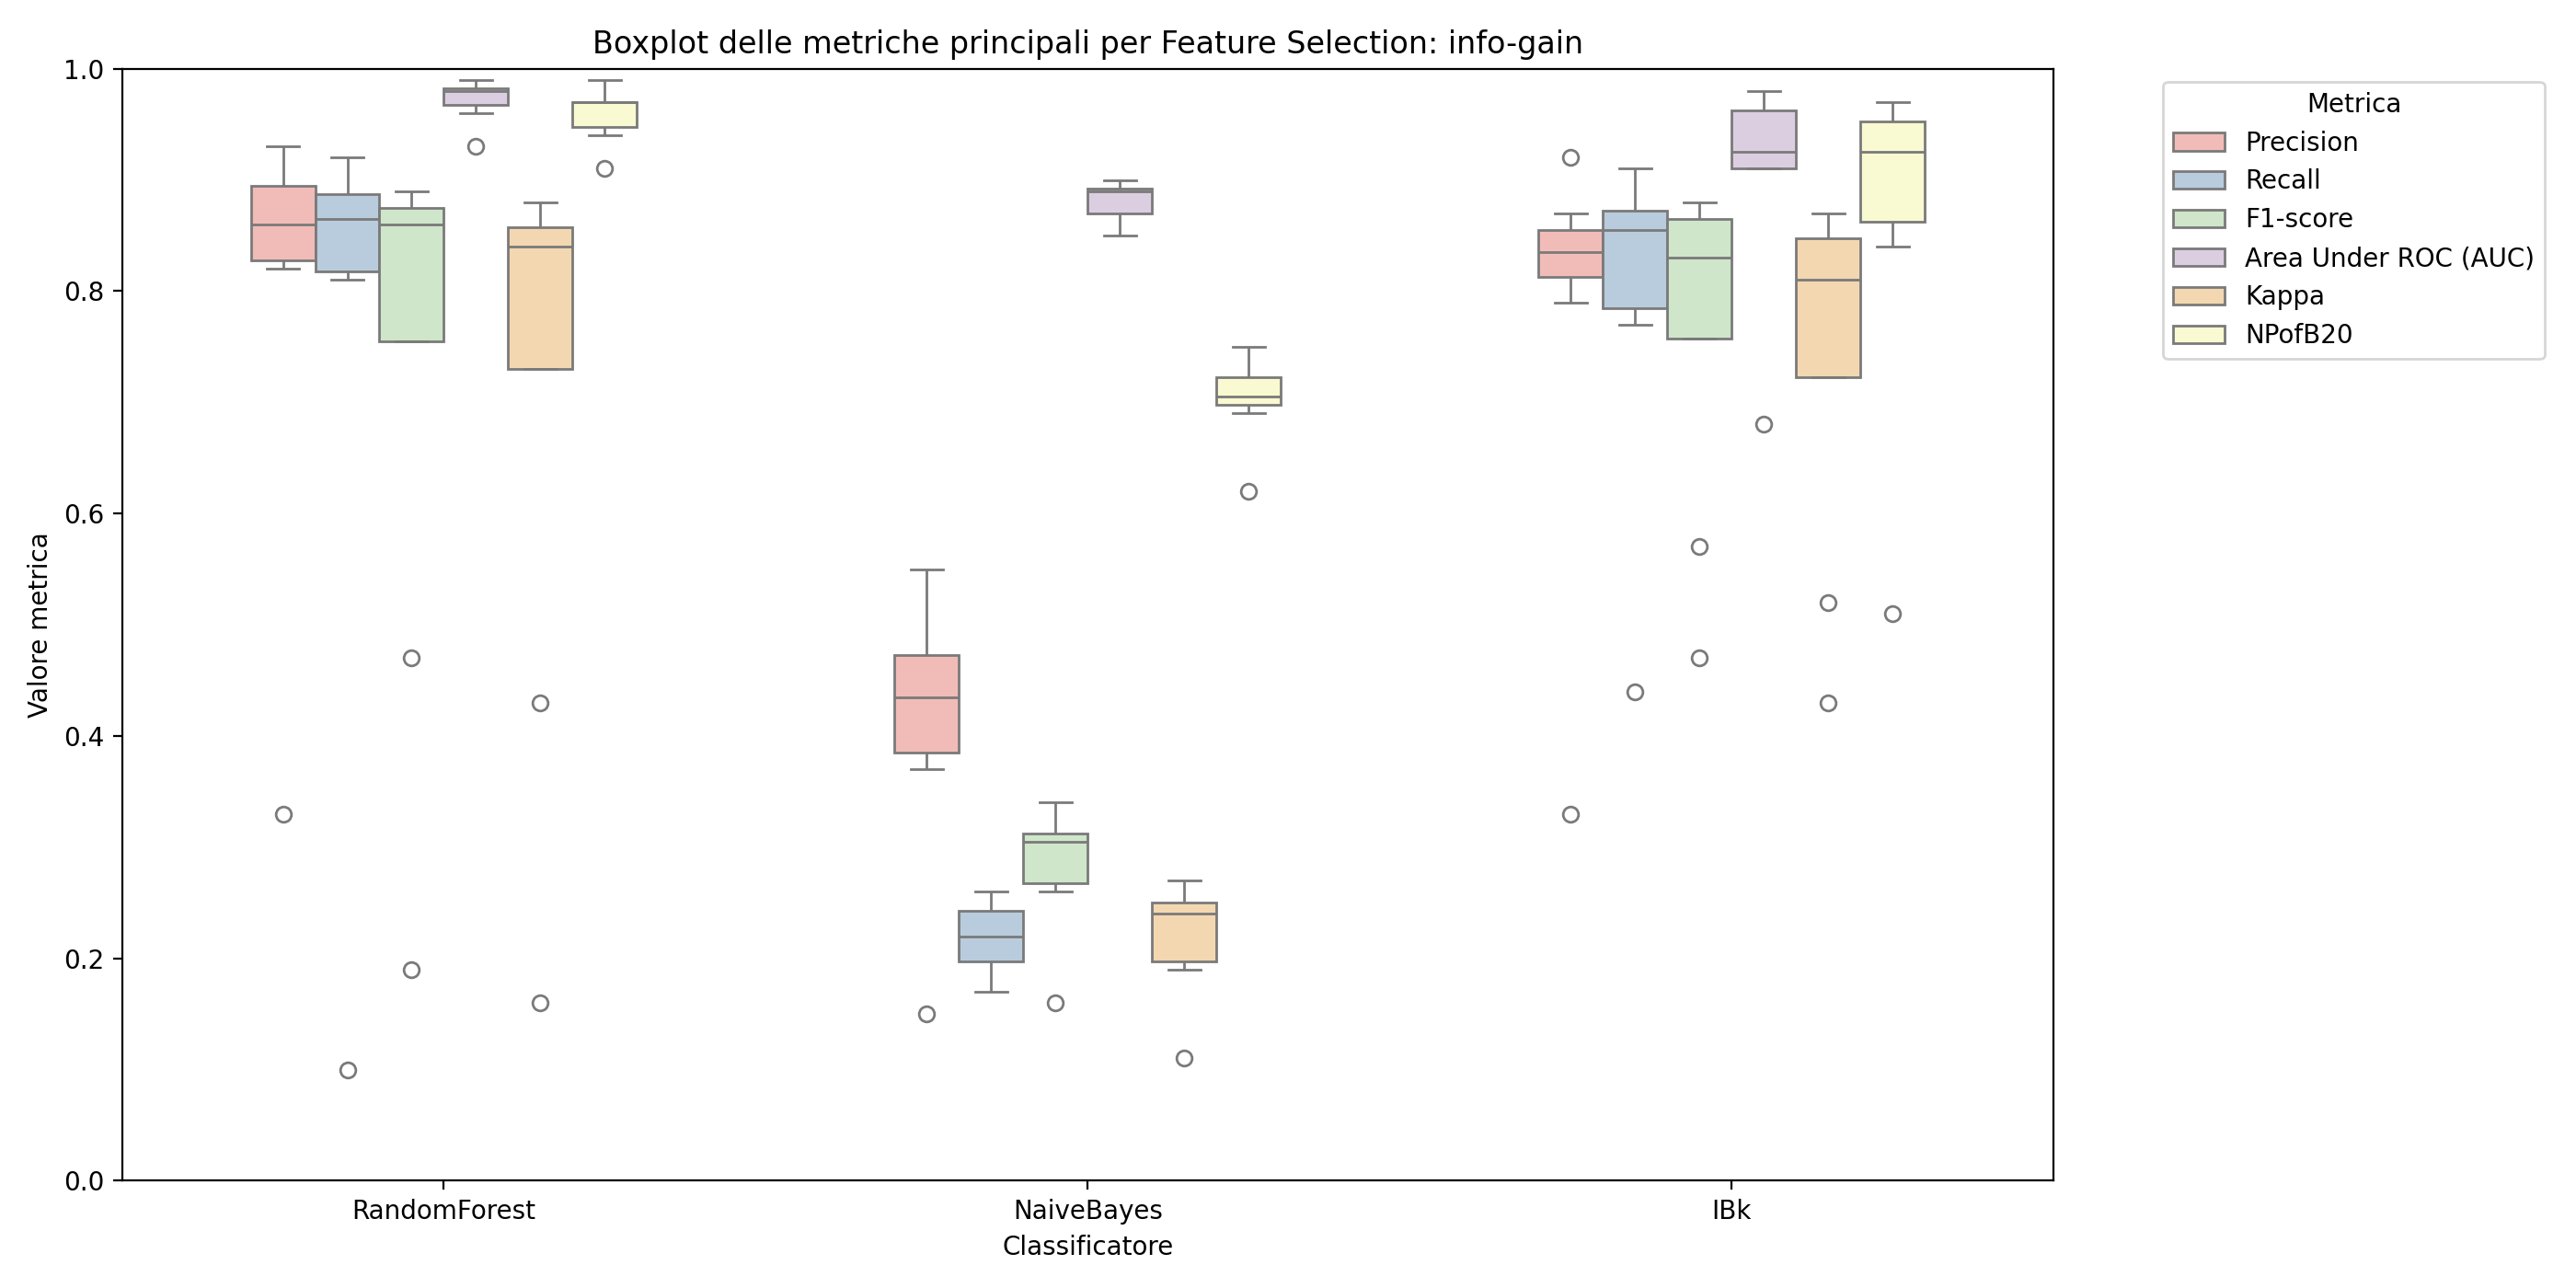 Boxplot delle metriche principali per Feature Selection: info-gain
1.0
0.8
0.6
0.4
0.2
0.0
Valore metrica
RandomForest
NaiveBayes
IBk
Classificatore
Metrica
Precision
Recall
F1-score
Area Under ROC (AUC)
Kappa
NPofB20